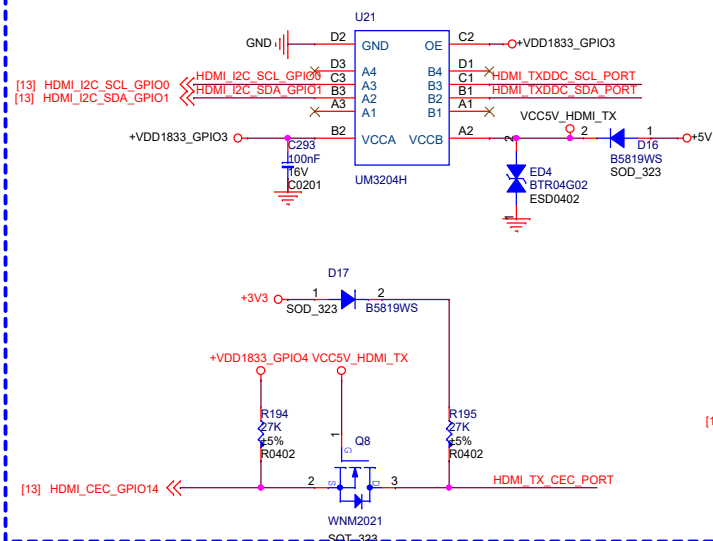 U21
GND
D2
GND
OE
C2
+VDD1833_GPIO3
D3
A4
B4
D1
[13] HDMI_I2C_SCL_GPIO0
HDMI_I2C_SCL_GPIO0
C3
A3
B3
C1
HDMI_TXDDC_SCL_PORT
[13] HDMI_I2C_SDA_GPIO1
HDMI_I2C_SDA_GPIO1
B3
A2
B2
B1
HDMI_TXDDC_SDA_PORT
A3
A1
B1
A1
VCC5V_HDMI_TX
+VDD1833_GPIO3
B2
VCCA
VCCB
A2
2
2
1
+5V
C293
100nF
16V
C0201
D16
B5819WS
SOD_323
UM3204H
ED4
BTR04G02
ESD0402
1
D17
+3V3
1
2
SOD_323
B5819WS
+VDD1833_GPIO4
VCC5V_HDMI_TX
R194
27K
±5%
R0402
R195
27K
±5%
R0402
1
G
Q8
[13] HDMI_CEC_GPIO14
2
S
D
3
HDMI_TX_CEC_PORT
WNM2021
SOT_323
[1